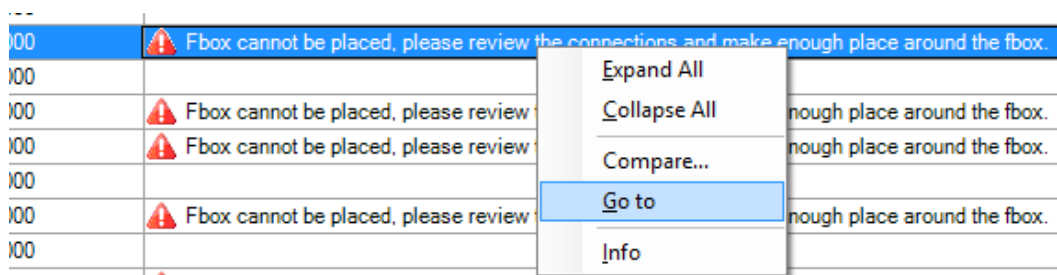 000 Fbox cannot be placed, please review the connections and make enough place around the fbox.
000 Expand All
000 Fbox cannot be placed, please review Collapse All nough place around the fbox.
000 Fbox cannot be placed, please review Compare... nough place around the fbox.
000 Go to
000 Fbox cannot be placed, please review nough place around the fbox.
000 Info